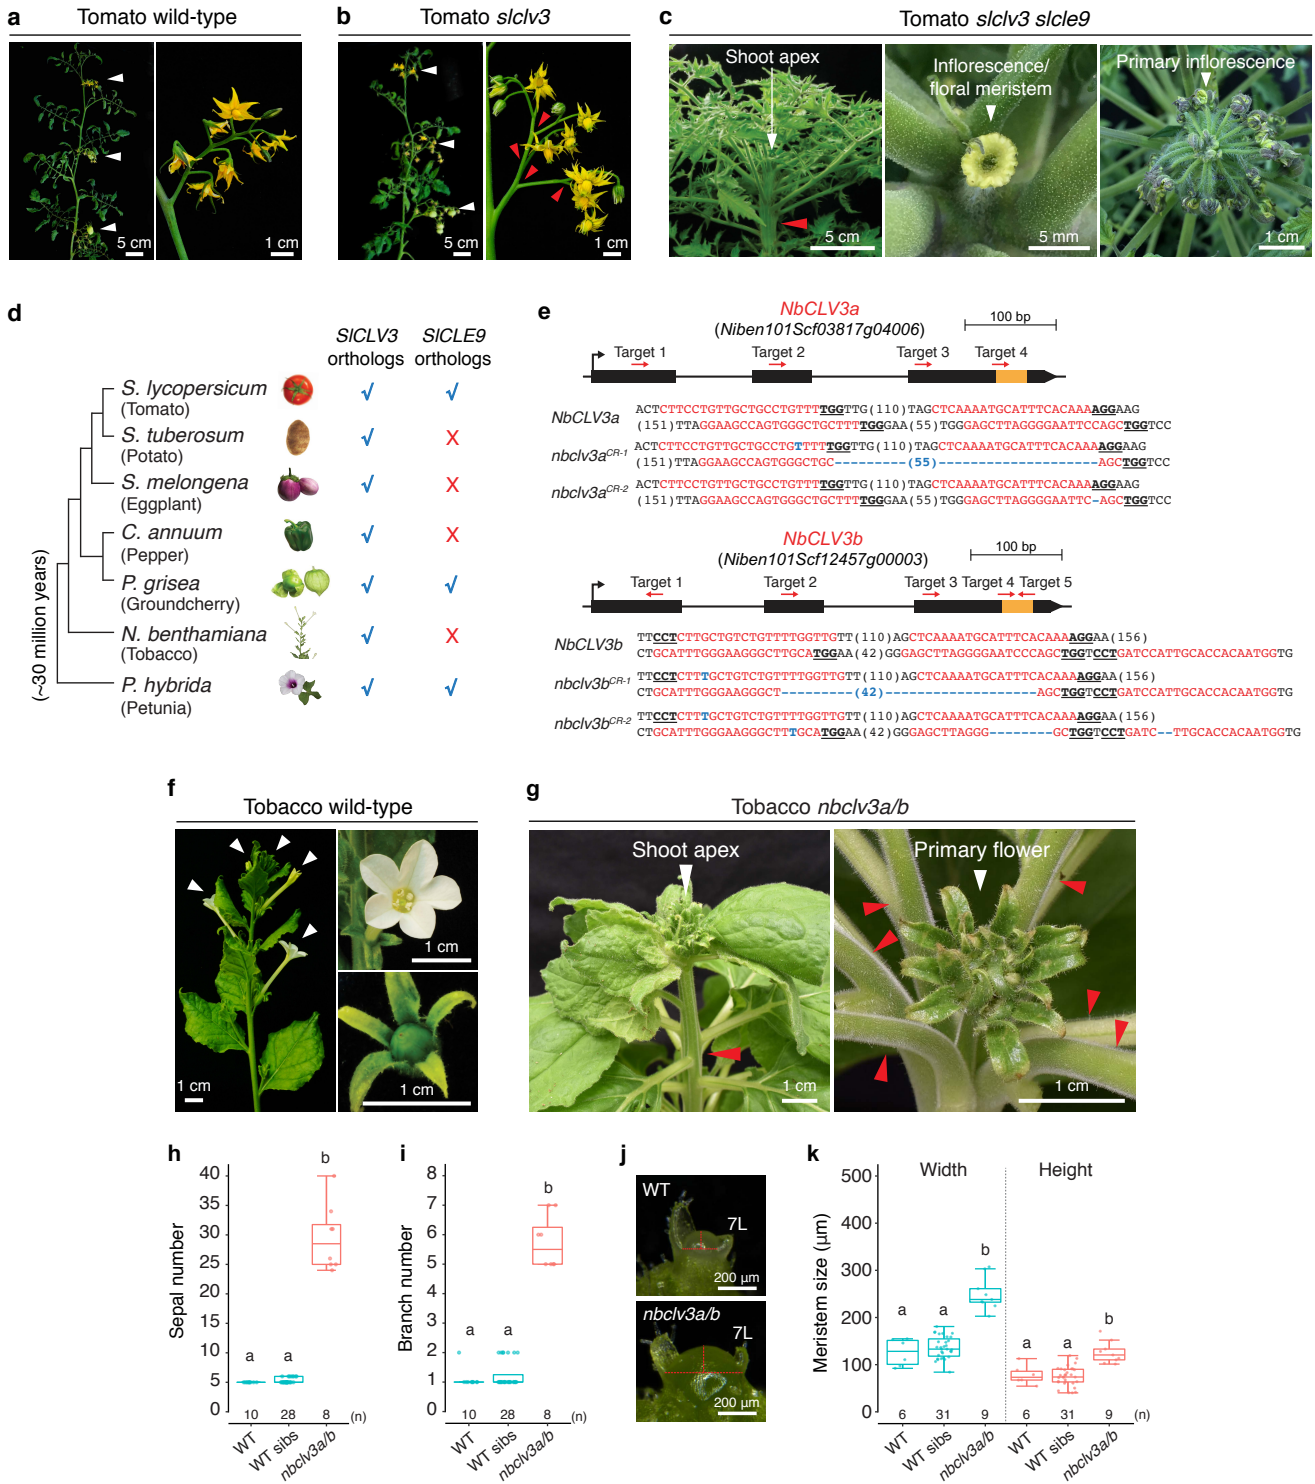 a
Tomato wild-type
5 cm
1 cm
b
Tomato slclv3
5 cm
1 cm
c
Tomato slclv3 slcle9
Shoot apex
5 cm
Inflorescence/
floral meristem
5 mm
Primary inflorescence
1 cm
d
SlCLV3
orthologs
SlCLE9
orthologs
(~30 million years)
S. lycopersicum √ √
(Tomato)
S. tuberosum √ X
(Potato)
S. melongena √ X
(Eggplant)
C. annuum √ X
(Pepper)
P. grisea √ √
(Groundcherry)
N. benthamiana √ X
(Tobacco)
P. hybrida √ √
(Petunia)
e
NbCLV3a
(Niben101Scf03817g04006)
100 bp
Target 1 Target 2 Target 3 Target 4
NbCLV3a
ACTCTTCCTGTTGCTGCCTGTTTTGGTTG(110)TAGCTCAAAATGCATTTCACAAAAGGAAG
(151)TTAGGAAGCCAGTGGGCTGCTTTTGGGAA(55)TGGGAGCTTAGGGGAATTCCAGCTGGTCC
nbclv3aCR-1
ACTCTTCCTGTTGCTGCCTGTTTTTGGTTG(110)TAGCTCAAAATGCATTTCACAAAAGGAAG
(151)TTAGGAAGCCAGTGGGCTGC--------(55)------------------AGCTGGTCC
nbclv3aCR-2
ACTCTTCCTGTTGCTGCCTGTTTTGGTTG(110)TAGCTCAAAATGCATTTCACAAAAGGAAG
(151)TTAGGAAGCCAGTGGGCTGCTTTTGGGAA(55)TGGGAGCTTAGGGGAATTC-AGCTGGTCC
NbCLV3b
(Niben101Scf12457g00003)
100 bp
Target 1 Target 2 Target 3 Target 4 Target 5
NbCLV3b
TTCCTCTTGCTGTCTGTTTTGGTTGTT(110)AGCTCAAAATGCATTTCACAAAAGGAA(156)
CTGCATTTGGGAAGGGCTTGCATGGAA(42)GGGAGCTTAGGGGAATCCCAGCTGGTCCTGATCCATTGCACCACAATGGTG
nbclv3bCR-1
TTCCTCTTTGCTGTCTGTTTTGGTTGTT(110)AGCTCAAAATGCATTTCACAAAAGGAA(156)
CTGCATTTGGGAAGGGCT--------(42)------------------AGCTGGTCCTGATCCATTGCACCACAATGGTG
nbclv3bCR-2
TTCCTCTTTGCTGTCTGTTTTGGTTGTT(110)AGCTCAAAATGCATTTCACAAAAGGAA(156)
CTGCATTTGGGAAGGGCTTTGCATGGAA(42)GGGAGCTTAGGG--------GCTGGTCCTGATC--TTGCACCACAATGGTG
f
Tobacco wild-type
1 cm
1 cm
1 cm
g
Tobacco nbclv3a/b
Shoot apex
1 cm
Primary flower
1 cm
h
Sepal number
40
35
30
25
20
15
10
5
0
a a b
10 28 8 (n)
WT WT sibs nbclv3a/b
i
Branch number
8
7
6
5
4
3
2
1
0
a a b
10 28 8 (n)
WT WT sibs nbclv3a/b
j
WT
7L
200 µm
nbclv3a/b
7L
200 µm
k
Meristem size (µm)
500
400
300
200
100
0
Width Height
a a b a a b
6 31 9 6 31 9 (n)
WT WT sibs nbclv3a/b WT WT sibs nbclv3a/b